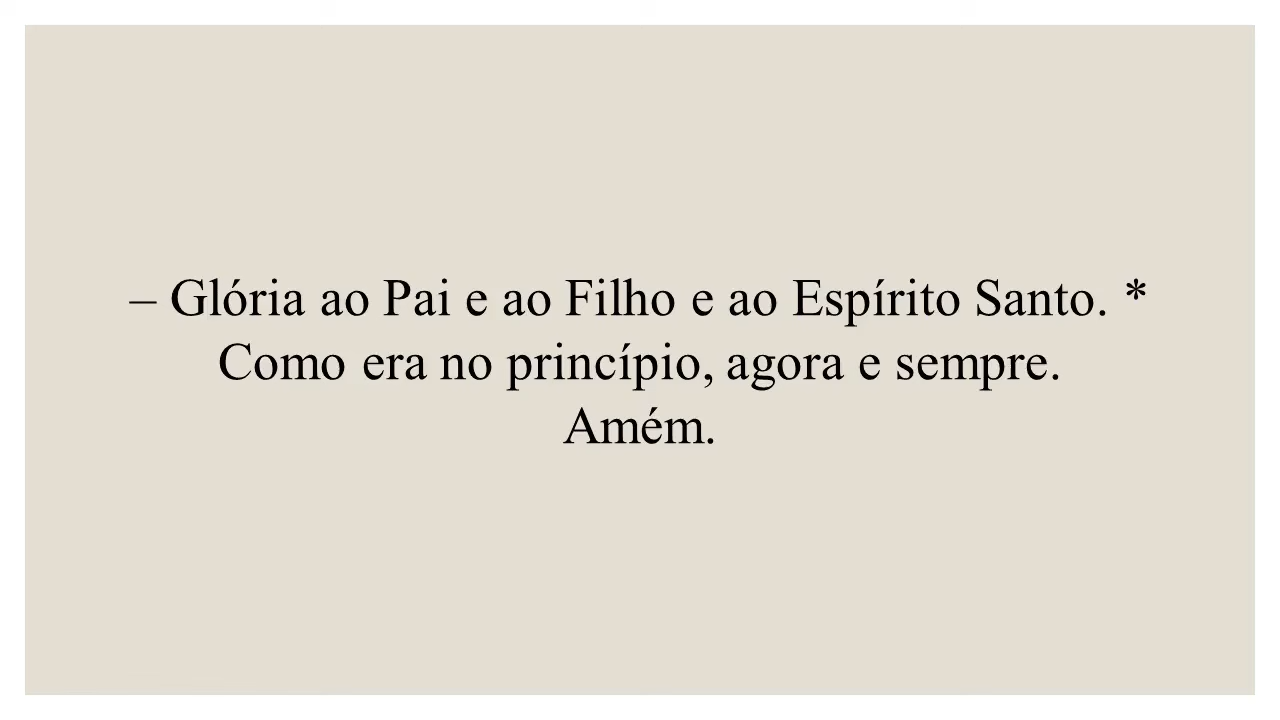 – Glória ao Pai e ao Filho e ao Espírito Santo. *
Como era no princípio, agora e sempre.
Amém.